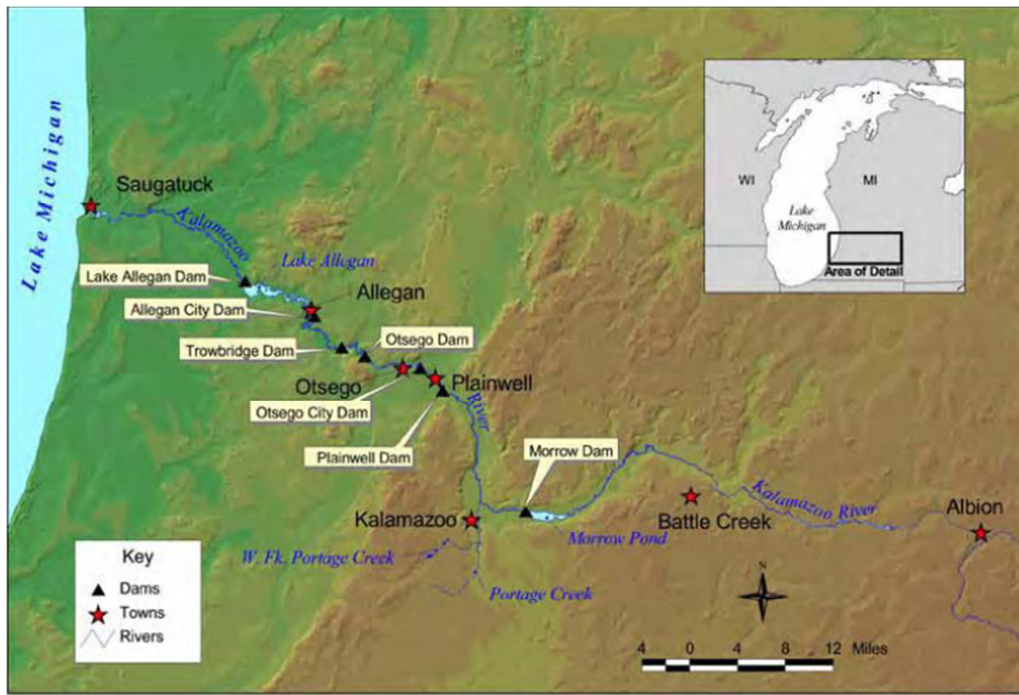 Lake Michigan
Saugatuck
Kalamazoo
Lake Allegan
Lake Allegan Dam
Allegan
Allegan City Dam
Trowbridge Dam
Otsego Dam
Otsego
Plainwell
Otsego City Dam
River
Plainwell Dam
Morrow Dam
Kalamazoo
Battle Creek
Kalamazoo River
Albion
Morrow Pond
W. Fk. Portage Creek
Portage Creek
WI
MI
Lake
Michigan
Area of Detail
Key
Dams
Towns
Rivers
N
4 0 4 8 12 Miles